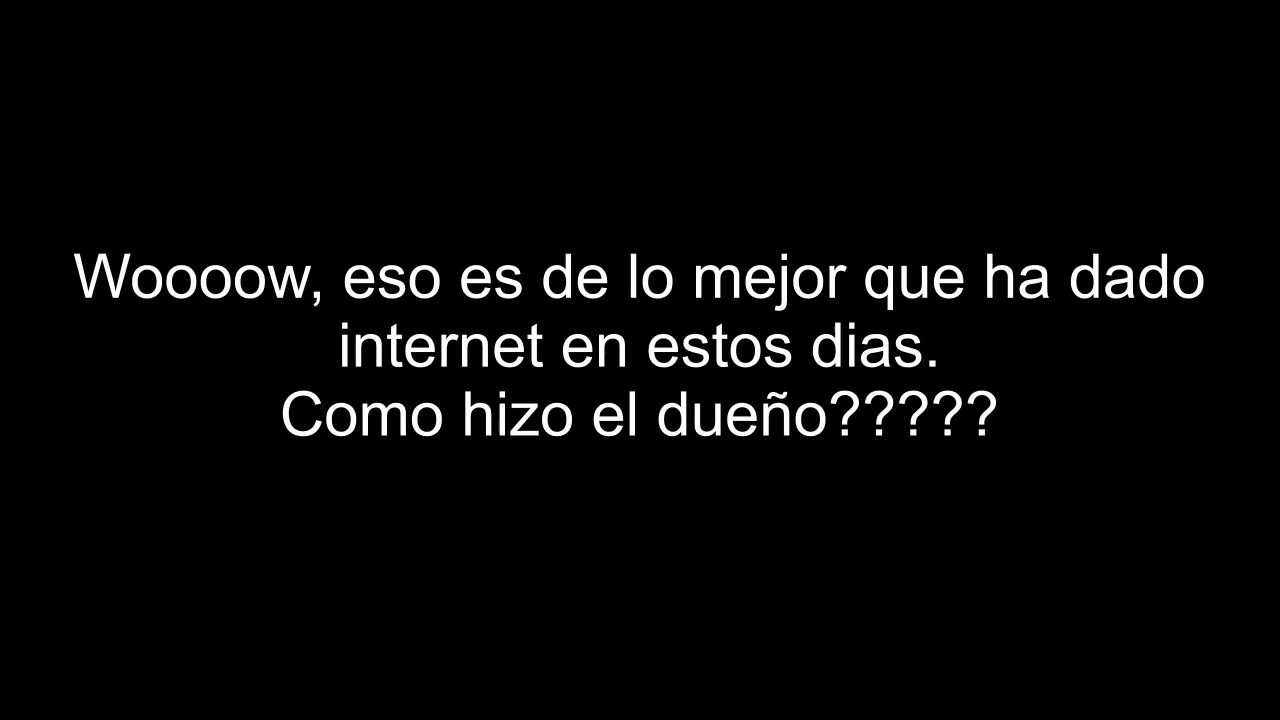 Woooow, eso es de lo mejor que ha dado
internet en estos dias.
Como hizo el dueño?????